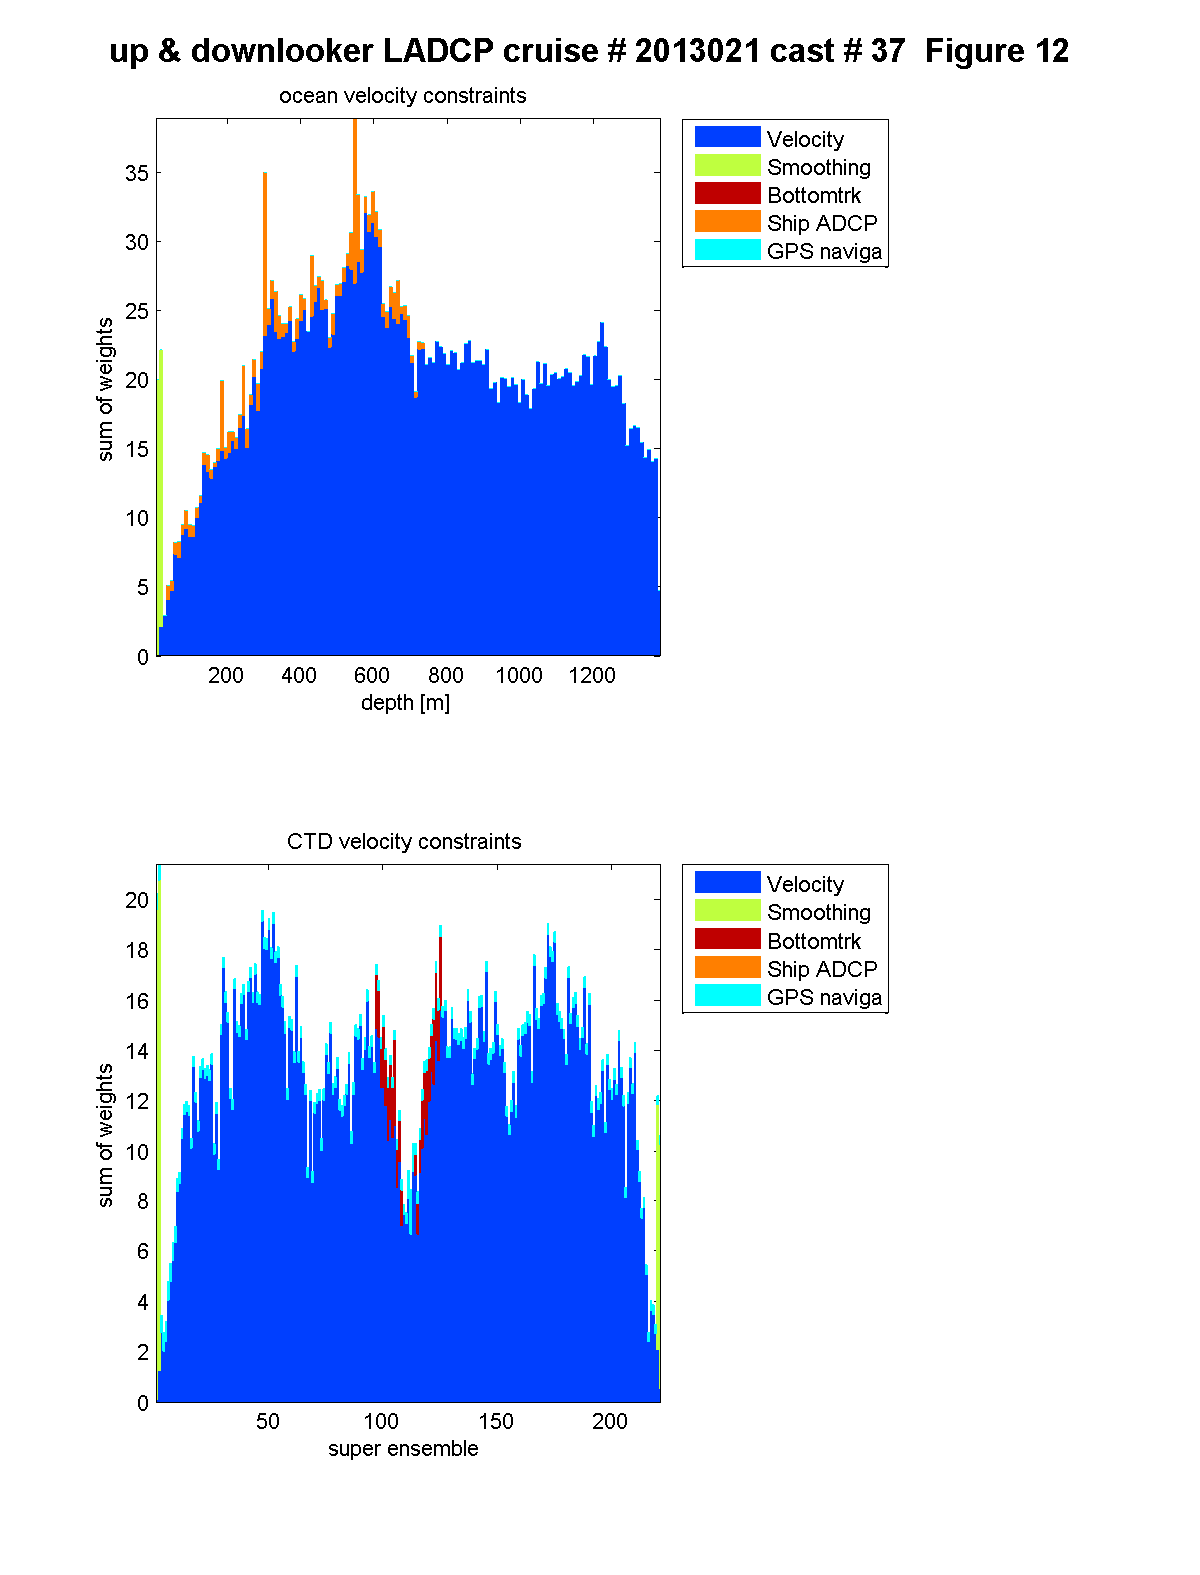 up & downlooker LADCP cruise # 2013021 cast # 37  Figure 12
ocean velocity constraints
35
30
25
20
15
10
5
0
sum of weights
200 400 600 800 1000 1200
depth [m]
Velocity
Smoothing
Bottomtrk
Ship ADCP
GPS naviga
CTD velocity constraints
20
18
16
14
12
10
8
6
4
2
0
sum of weights
50 100 150 200
super ensemble
Velocity
Smoothing
Bottomtrk
Ship ADCP
GPS naviga